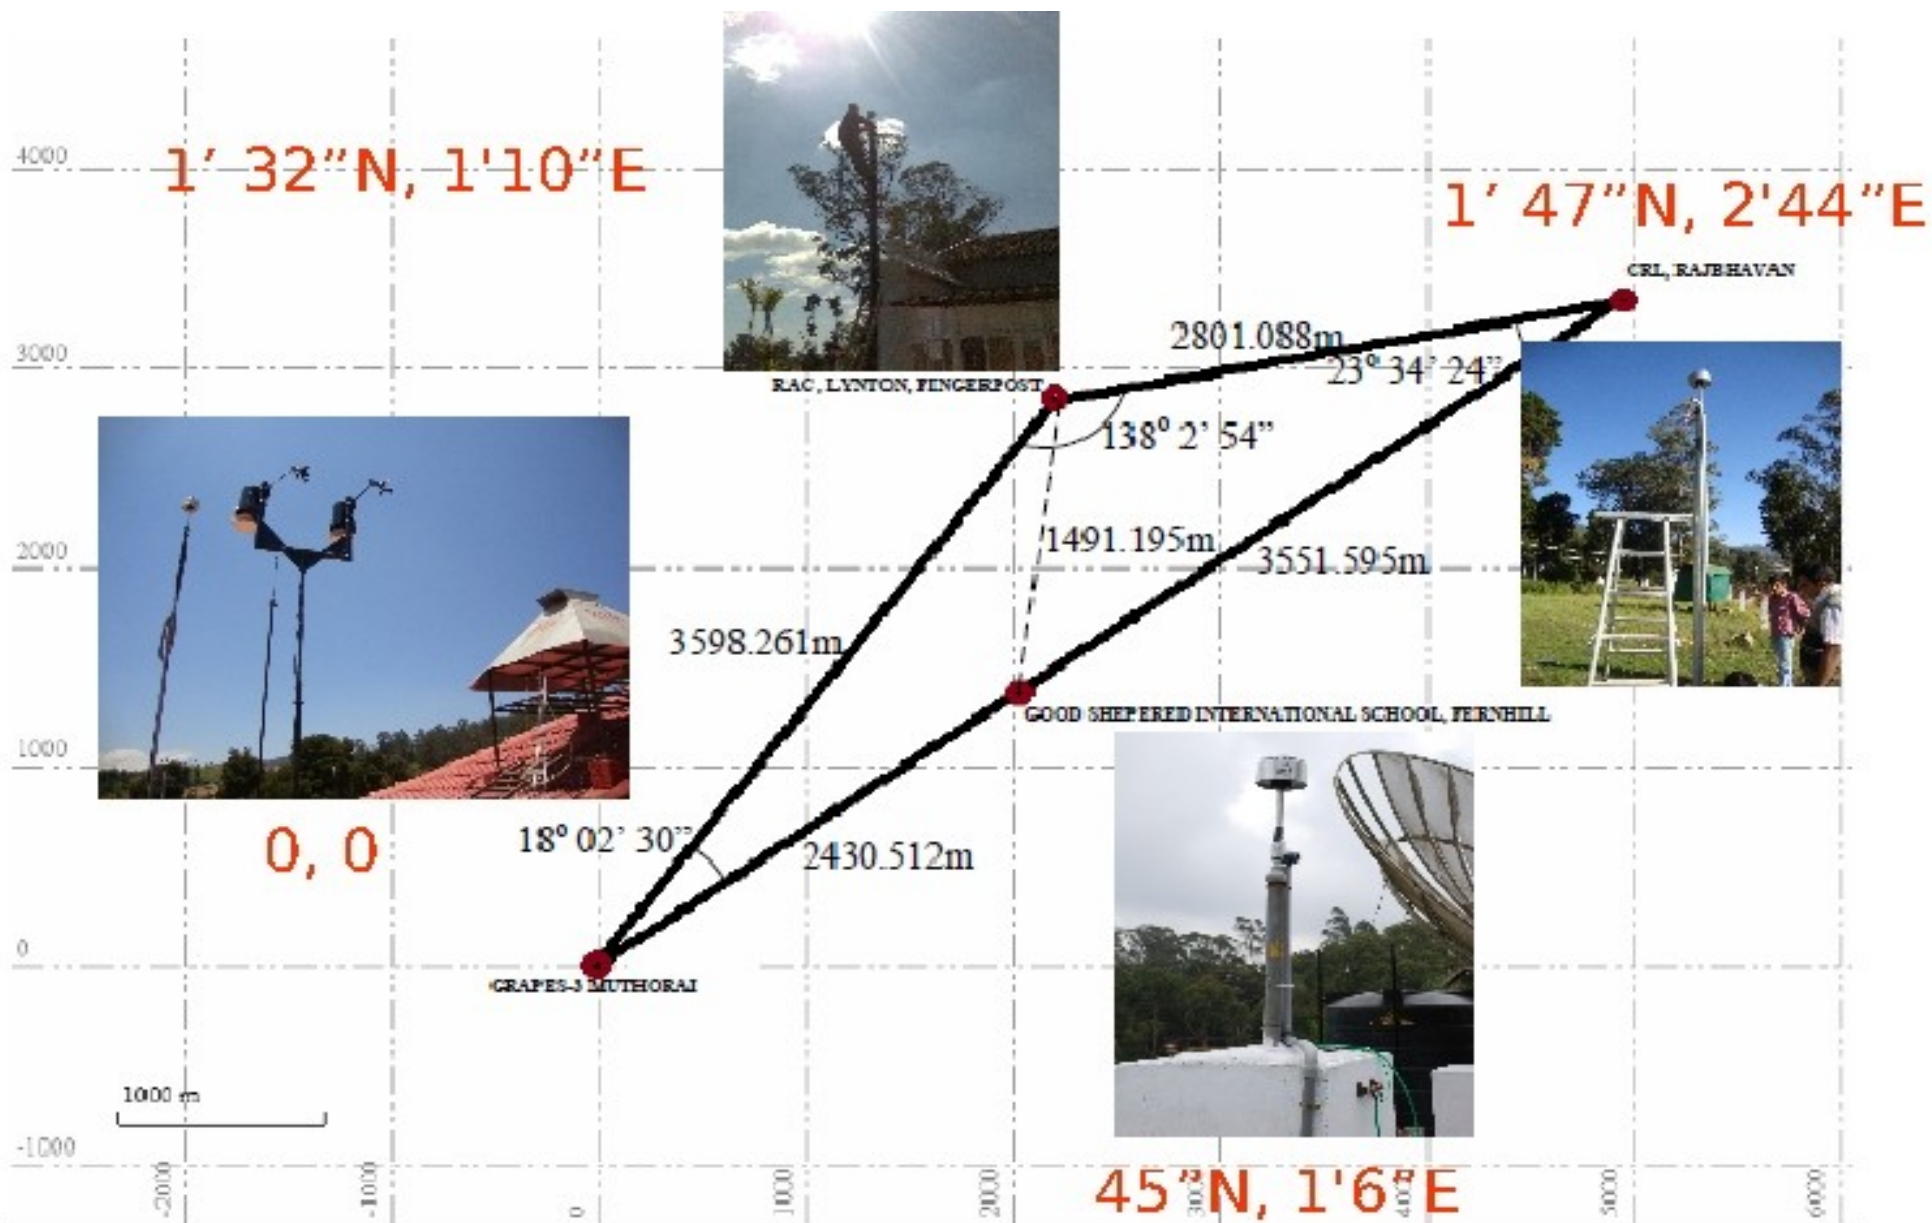 4000
1′ 32”N, 1'10”E
1′ 47”N, 2'44”E
CRL, RAJBHAVAN
2801.088m
3000
23° 34’ 24”
RAC, LYNTON, FINGERPOST
138° 2’ 54”
2000
1491.195m
3551.595m
3598.261m
GOOD SHEPERED INTERNATIONAL SCHOOL, FERNHILL
1000
18° 02’ 30”
2430.512m
0, 0
0
GRAPES-3 MUTHORAI
1000 m
-1000
-2000
-1000
0
1000
2000
3000
4000
5000
6000
45”N, 1'6”E